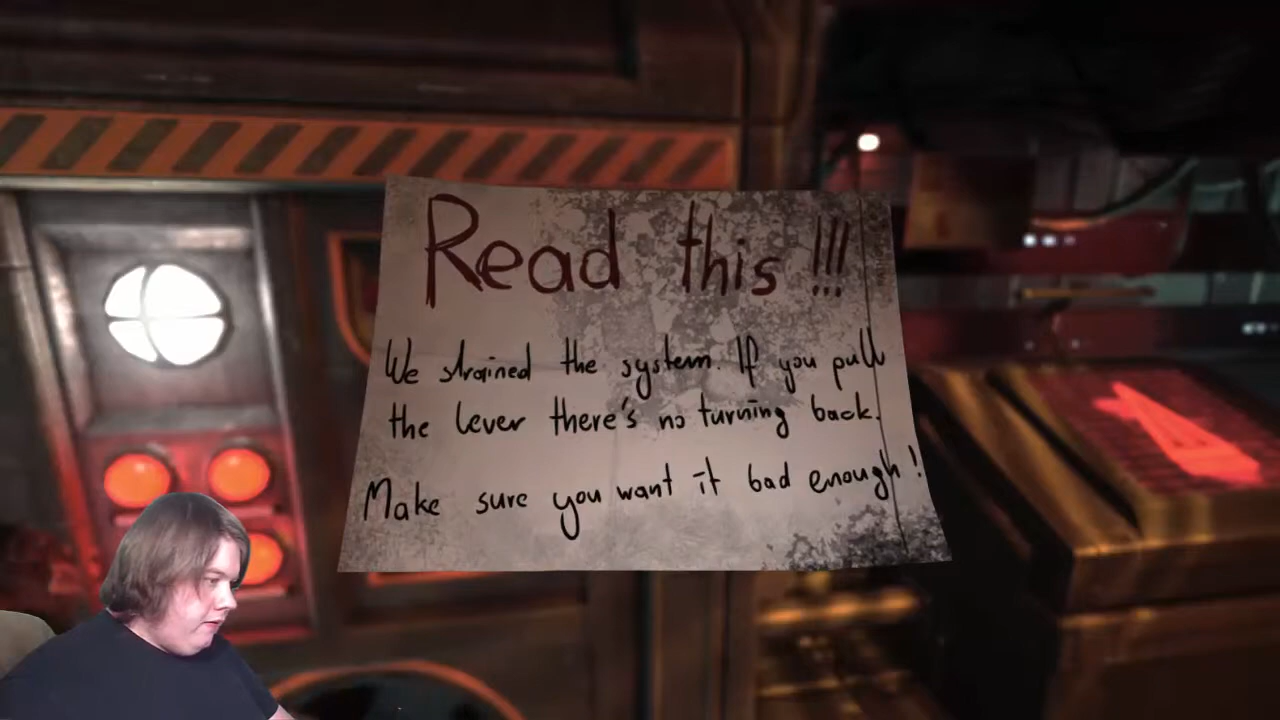 Read this!!!
We strained the system. If you pull
the lever there's no turning back.
Make sure you want it bad enough!